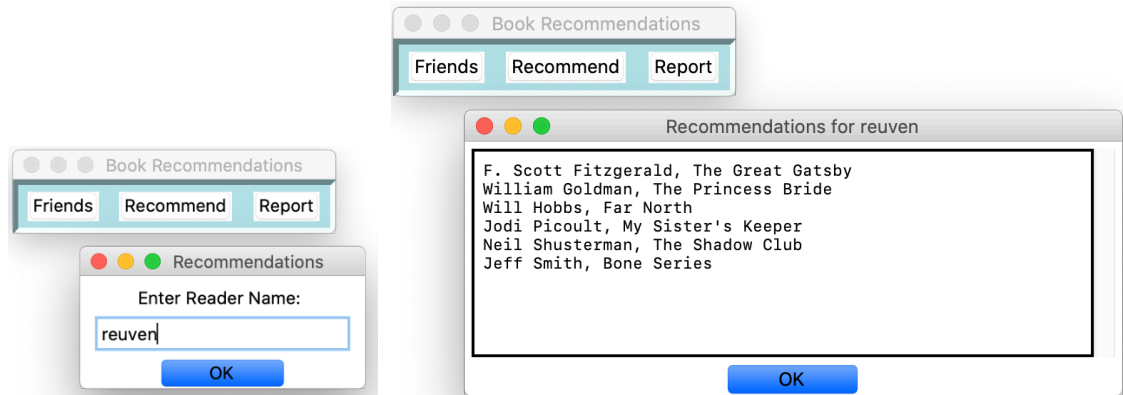 Book Recommendations
Friends Recommend Report
Recommendations
Enter Reader Name:
reuven
OK
Book Recommendations
Friends Recommend Report
Recommendations for reuven
F. Scott Fitzgerald, The Great Gatsby
William Goldman, The Princess Bride
Will Hobbs, Far North
Jodi Picoult, My Sister's Keeper
Neil Shusterman, The Shadow Club
Jeff Smith, Bone Series
OK